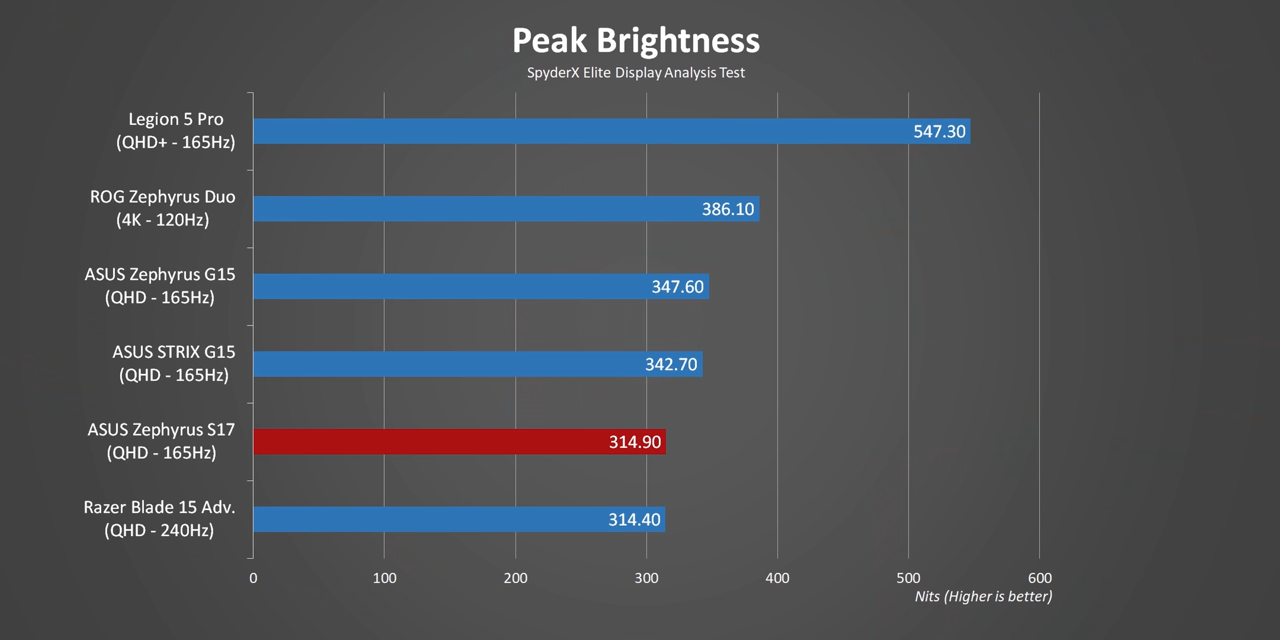 Peak Brightness
SpyderX Elite Display Analysis Test
Legion 5 Pro
(QHD+ - 165Hz)
547.30
ROG Zephyrus Duo
(4K - 120Hz)
386.10
ASUS Zephyrus G15
(QHD - 165Hz)
347.60
ASUS STRIX G15
(QHD - 165Hz)
342.70
ASUS Zephyrus S17
(QHD - 165Hz)
314.90
Razer Blade 15 Adv.
(QHD - 240Hz)
314.40
0 100 200 300 400 500 600
Nits (Higher is better)